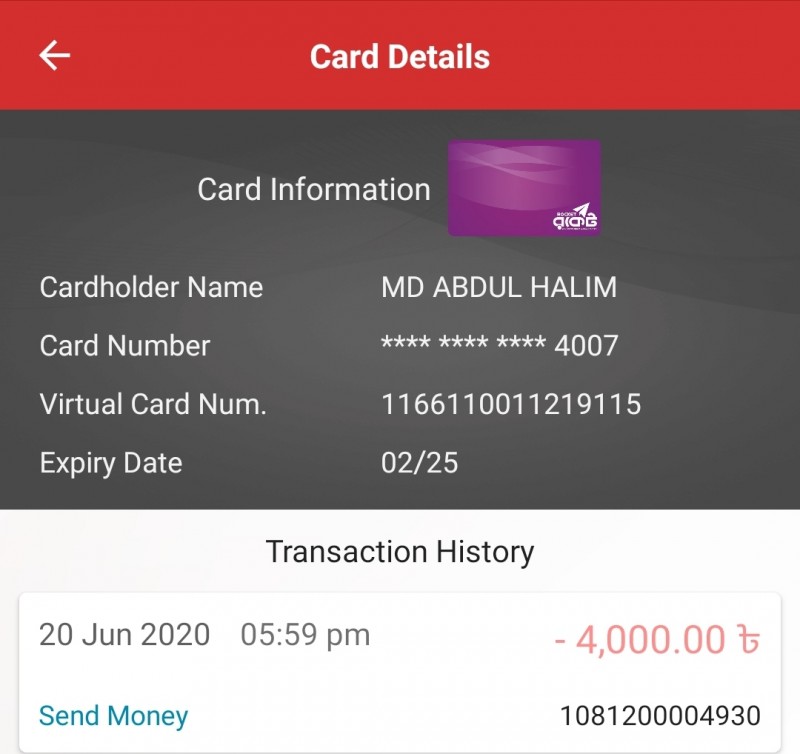 Card Details
Card Information
ROCKET
রকেট
Cardholder Name MD ABDUL HALIM
Card Number **** **** **** 4007
Virtual Card Num. 1166110011219115
Expiry Date 02/25
Transaction History
20 Jun 2020 05:59 pm - 4,000.00 ৳
Send Money 1081200004930